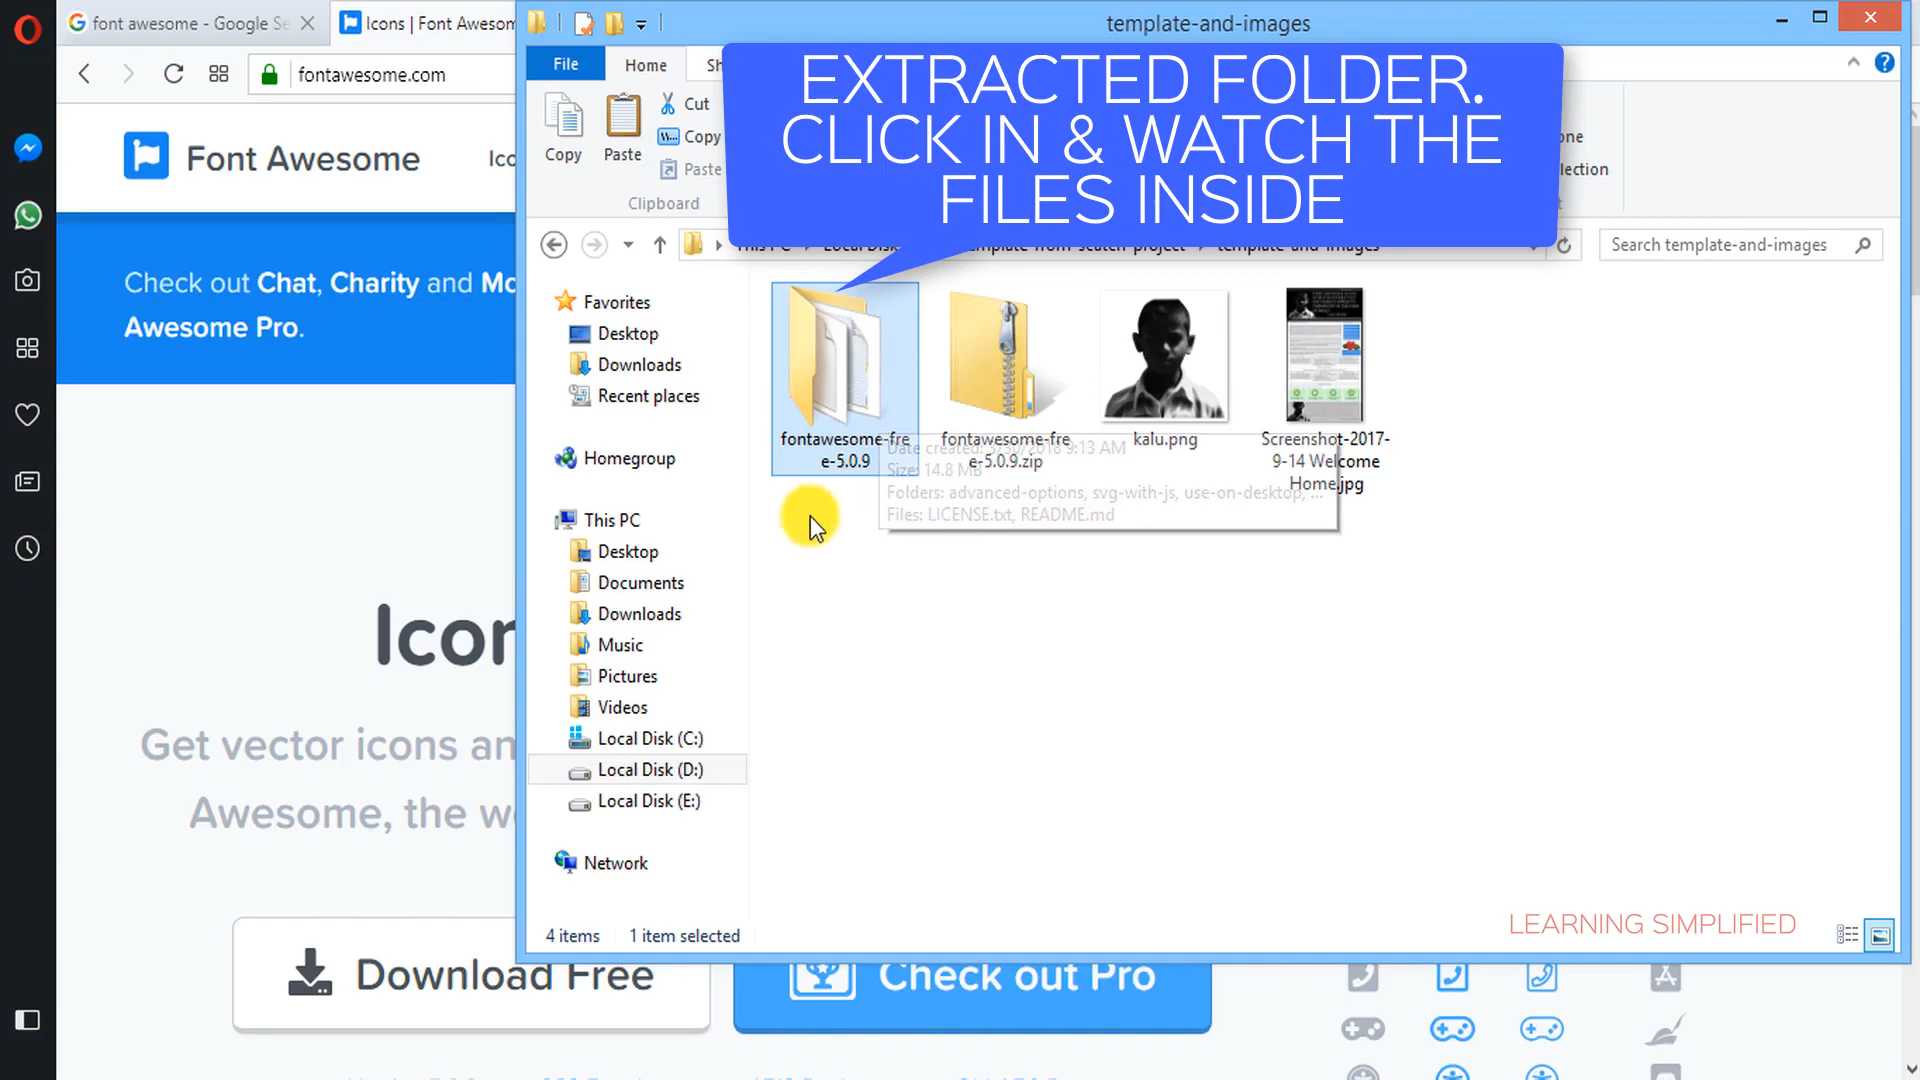 font awesome - Google Se
Icons | Font Awesom
template-and-images
fontawesome.com
File
Home
Sh
EXTRACTED FOLDER.
CLICK IN & WATCH THE
FILES INSIDE
Copy
Paste
Cut
Copy
Paste
Clipboard
one
lection
Font Awesome
Ico
Search template-and-images
Check out Chat, Charity and Mo
Awesome Pro.
Favorites
Desktop
Downloads
Recent places
Homegroup
This PC
Desktop
Documents
Downloads
Music
Pictures
Videos
Local Disk (C:)
Local Disk (D:)
Local Disk (E:)
Network
fontawesome-fre
e-5.0.9
fontawesome-fre
e-5.0.9.zip
kalu.png
Screenshot-2017-
9-14 Welcome
Home.jpg
Size: 14.8 MB
Folders: advanced-options, svg-with-js, use-on-desktop, ...
Files: LICENSE.txt, README.md
Icon
Get vector icons an
Awesome, the we
4 items
1 item selected
LEARNING SIMPLIFIED
Download Free
Check out Pro